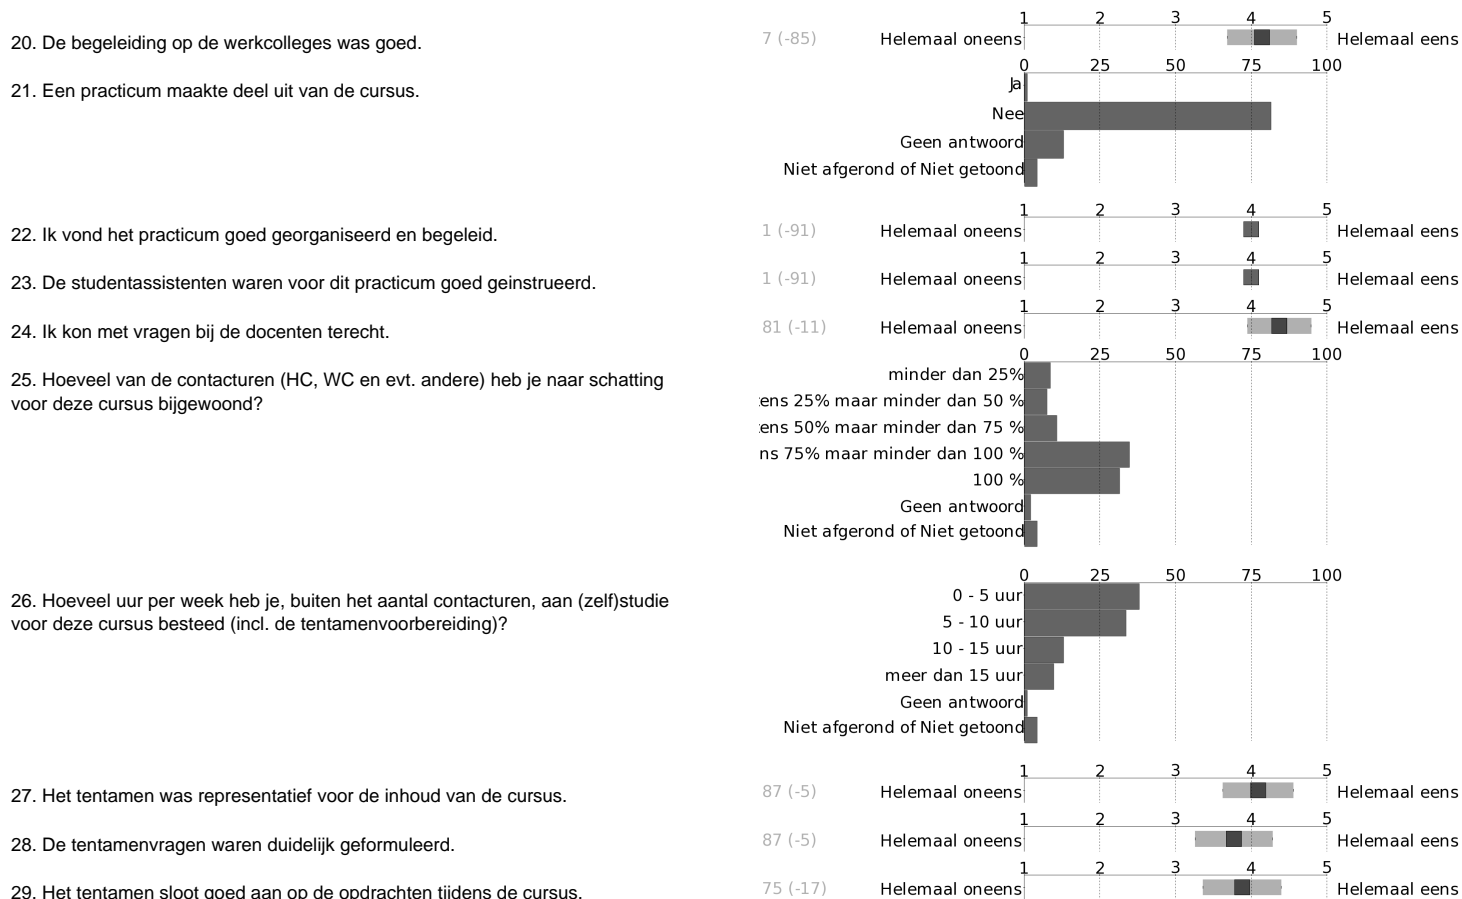 1 2 3 4 5
20. De begeleiding op de werkcolleges was goed. 7 (-85) Helemaal oneens Helemaal eens
0 25 50 75 100
21. Een practicum maakte deel uit van de cursus. Ja
Nee
Geen antwoord
Niet afgerond of Niet getoond
1 2 3 4 5
22. Ik vond het practicum goed georganiseerd en begeleid. 1 (-91) Helemaal oneens Helemaal eens
1 2 3 4 5
23. De studentassistenten waren voor dit practicum goed geinstrueerd. 1 (-91) Helemaal oneens Helemaal eens
1 2 3 4 5
24. Ik kon met vragen bij de docenten terecht. 81 (-11) Helemaal oneens Helemaal eens
0 25 50 75 100
25. Hoeveel van de contacturen (HC, WC en evt. andere) heb je naar schatting minder dan 25%
voor deze cursus bijgewoond? 25% maar minder dan 50 %
50% maar minder dan 75 %
75% maar minder dan 100 %
100 %
Geen antwoord
Niet afgerond of Niet getoond
0 25 50 75 100
26. Hoeveel uur per week heb je, buiten het aantal contacturen, aan (zelf)studie 0 - 5 uur
voor deze cursus besteed (incl. de tentamenvoorbereiding)? 5 - 10 uur
10 - 15 uur
meer dan 15 uur
Geen antwoord
Niet afgerond of Niet getoond
1 2 3 4 5
27. Het tentamen was representatief voor de inhoud van de cursus. 87 (-5) Helemaal oneens Helemaal eens
1 2 3 4 5
28. De tentamenvragen waren duidelijk geformuleerd. 87 (-5) Helemaal oneens Helemaal eens
1 2 3 4 5
29. Het tentamen sloot goed aan op de opdrachten tijdens de cursus. 75 (-17) Helemaal oneens Helemaal eens